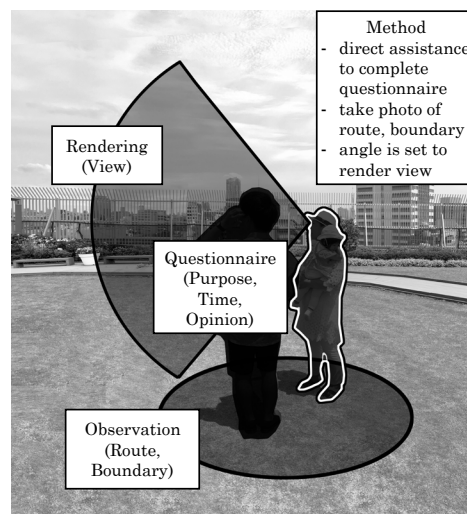 Method
- direct assistance
to complete
questionnaire
- take photo of
route, boundary
- angle is set to
render view
Rendering
(View)
Questionnaire
(Purpose,
Time,
Opinion)
Observation
(Route,
Boundary)